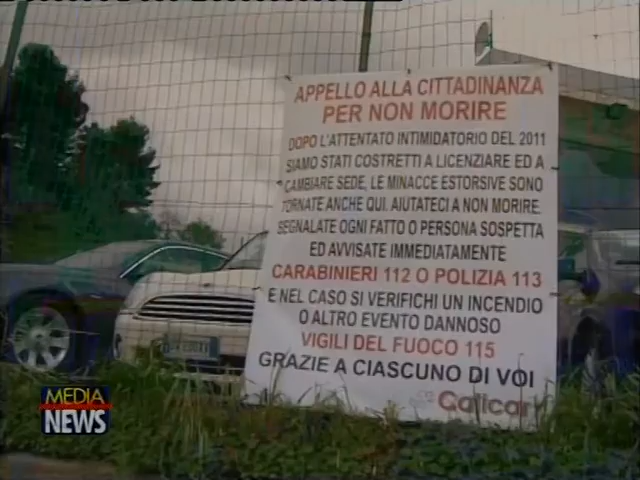 APPELLO ALLA CITTADINANZA
PER NON MORIRE
DOPO L'ATTENTATO INTIMIDATORIO DEL 2011
SIAMO STATI COSTRETTI A LICENZIARE ED A
CAMBIARE SEDE, LE MINACCE ESTORSIVE SONO
TORNATE ANCHE QUI. AIUTATECI A NON MORIRE.
SEGNALATE OGNI FATTO O PERSONA SOSPETTA
ED AVVISATE IMMEDIATAMENTE
CARABINIERI 112 O POLIZIA 113
E NEL CASO SI VERIFICHI UN INCENDIO
O ALTRO EVENTO DANNOSO
VIGILI DEL FUOCO 115
GRAZIE A CIASCUNO DI VOI
MEDIA
NEWS